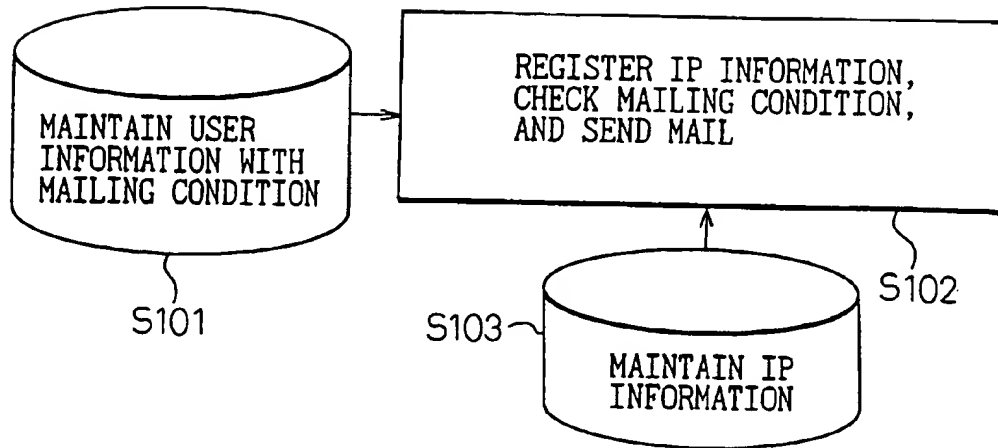 REGISTER IP INFORMATION,
CHECK MAILING CONDITION,
AND SEND MAIL
MAINTAIN USER
INFORMATION WITH
MAILING CONDITION
S101
S102
S103
MAINTAIN IP
INFORMATION